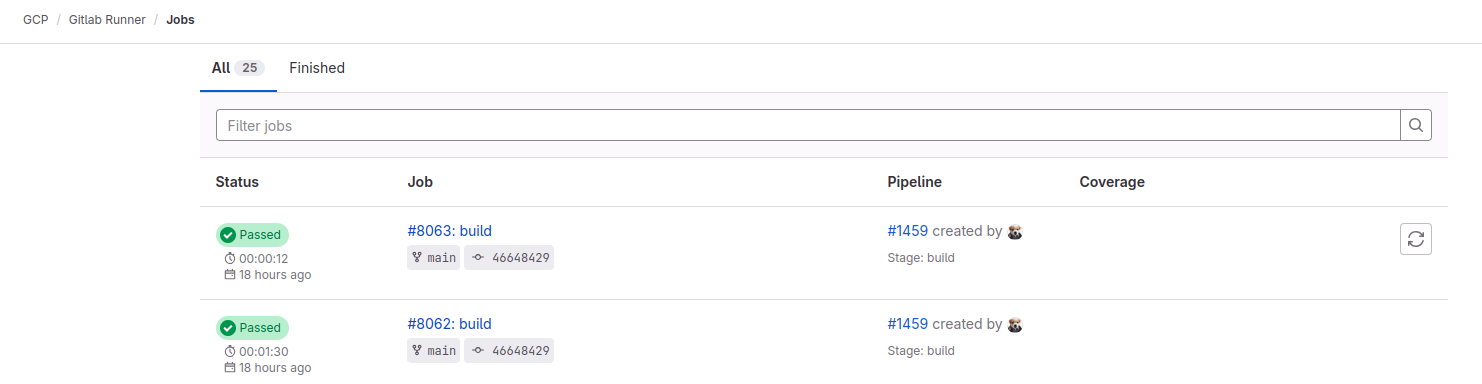 GCP / Gitlab Runner / Jobs
All 25 Finished
Filter jobs
Status Job Pipeline Coverage
Passed #8063: build #1459 created by
00:00:12 main 46648429 Stage: build
18 hours ago
Passed #8062: build #1459 created by
00:01:30 main 46648429 Stage: build
18 hours ago